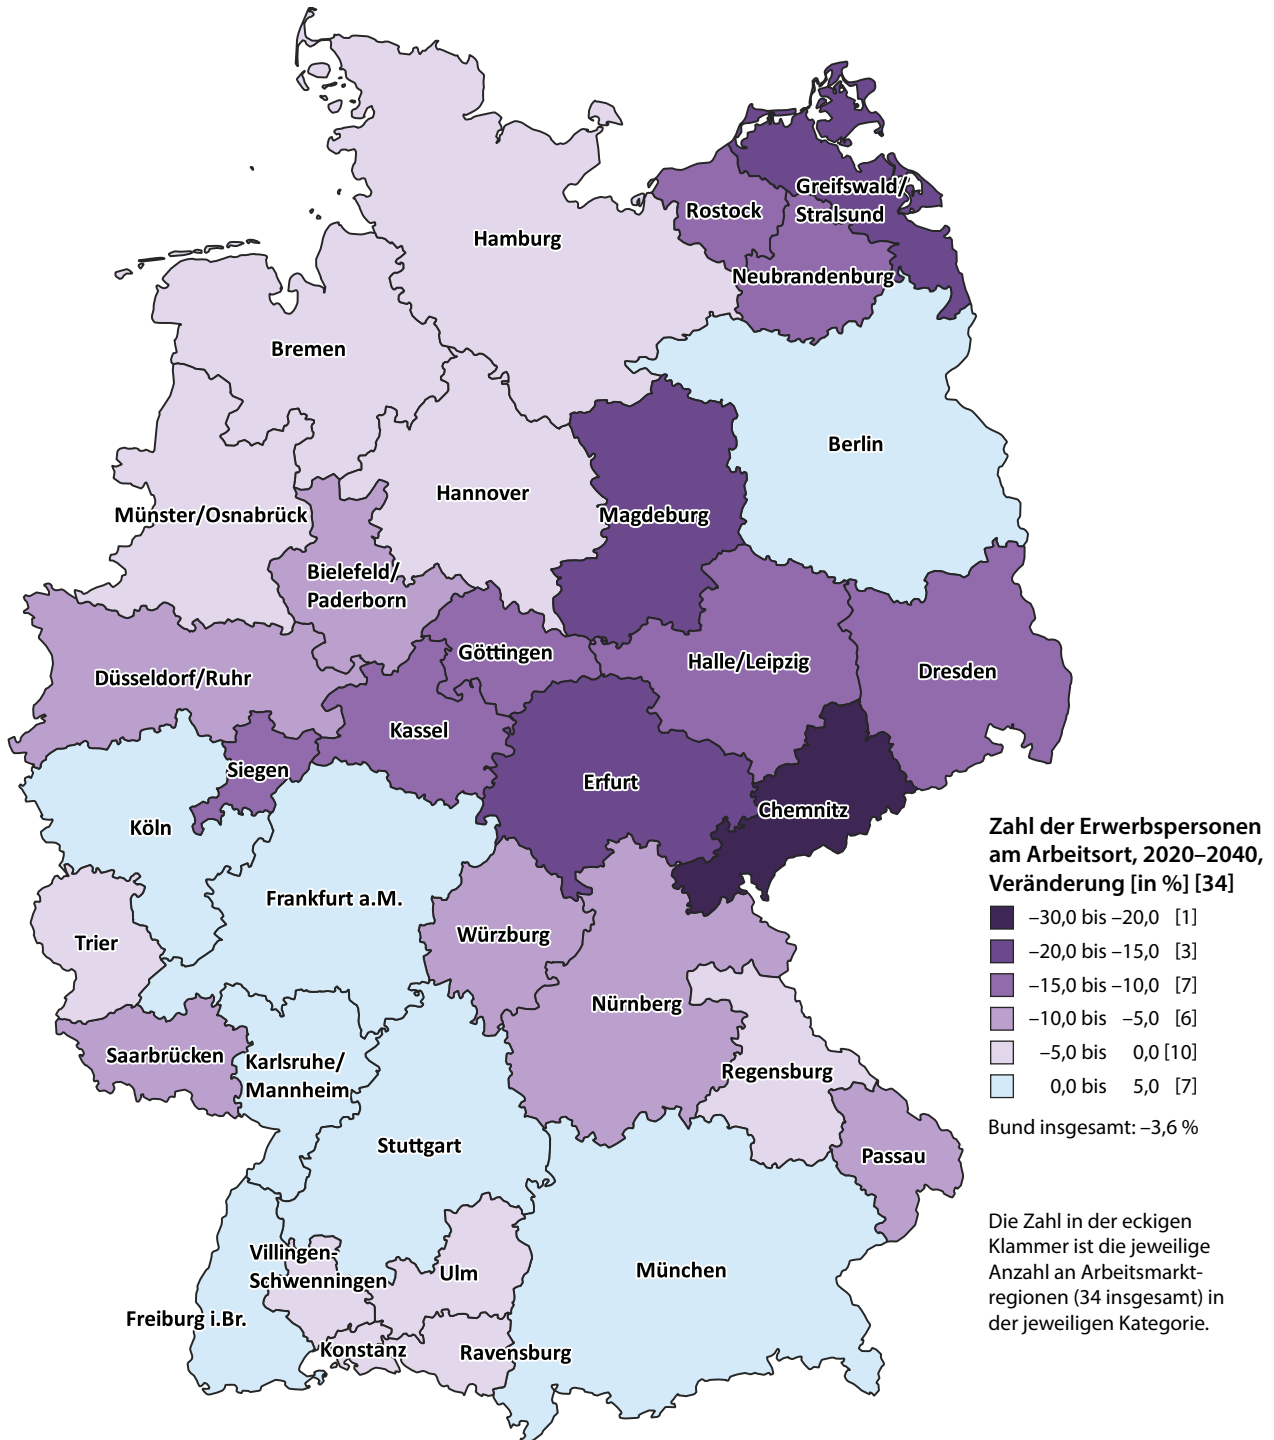 Greifswald/
Stralsund
Rostock
Hamburg
Neubrandenburg
Bremen
Berlin
Hannover
Münster/Osnabrück
Magdeburg
Bielefeld/
Paderborn
Göttingen
Halle/Leipzig
Dresden
Düsseldorf/Ruhr
Kassel
Siegen
Erfurt
Chemnitz
Köln
Frankfurt a.M.
Würzburg
Trier
Nürnberg
Saarbrücken
Karlsruhe/
Mannheim
Regensburg
Stuttgart
Passau
Villingen-
Schwenningen
Ulm
München
Freiburg i.Br.
Konstanz
Ravensburg
Zahl der Erwerbspersonen
am Arbeitsort, 2020–2040,
Veränderung [in %] [34]
–30,0 bis –20,0 [1]
–20,0 bis –15,0 [3]
–15,0 bis –10,0 [7]
–10,0 bis –5,0 [6]
–5,0 bis 0,0 [10]
0,0 bis 5,0 [7]
Bund insgesamt: –3,6 %
Die Zahl in der eckigen
Klammer ist die jeweilige
Anzahl an Arbeitsmarkt-
regionen (34 insgesamt) in
der jeweiligen Kategorie.